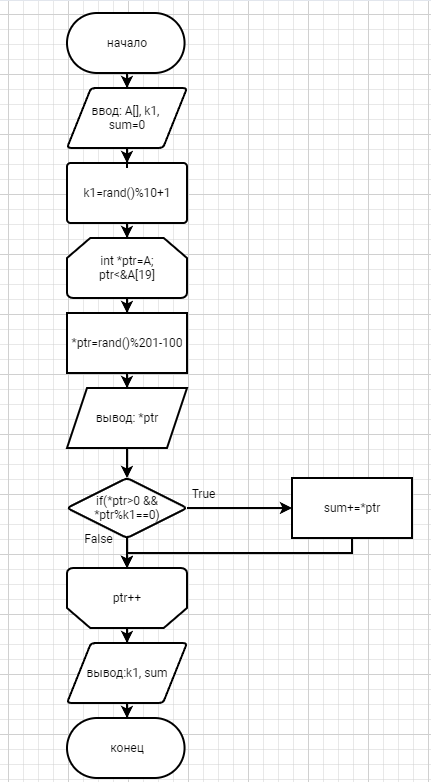 начало
ввод: A[], k1,
sum=0
k1=rand()%10+1
int *ptr=A;
ptr<&A[19]
*ptr=rand()%201-100
вывод: *ptr
if(*ptr>0 &&
*ptr%k1==0)
True
sum+=*ptr
False
ptr++
вывод:k1, sum
конец